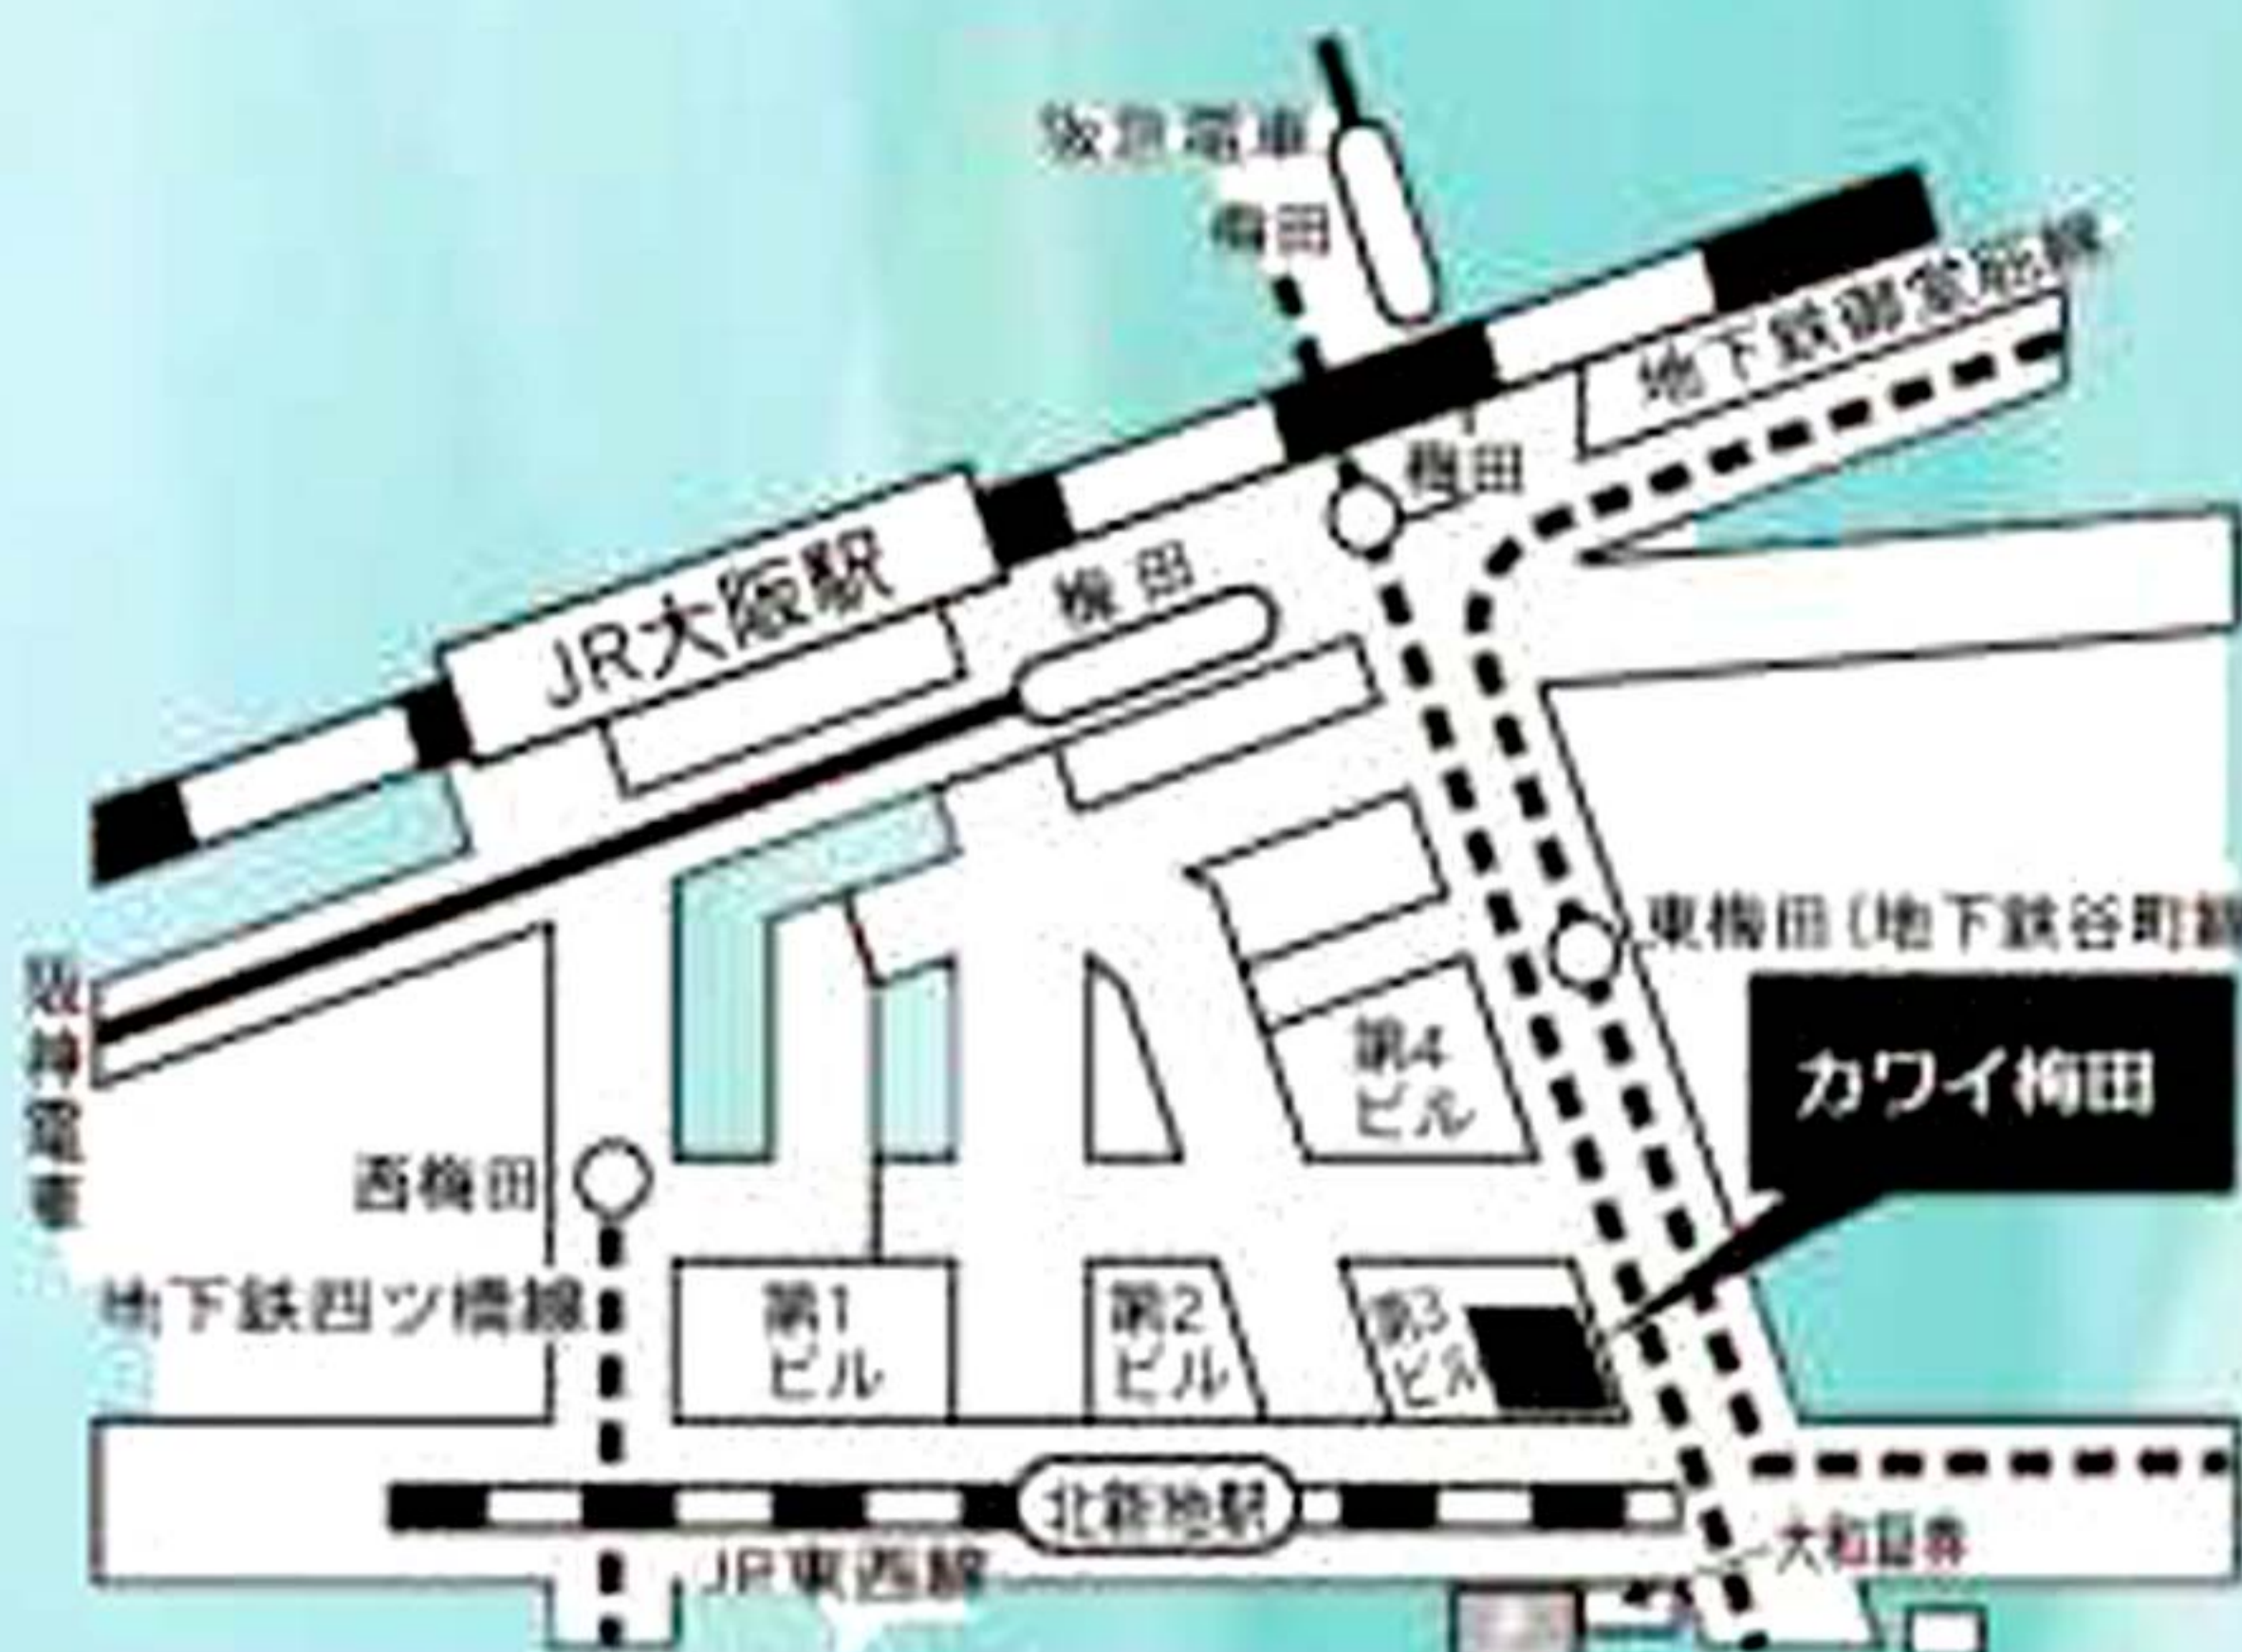 阪急電車
梅田
地下鉄御堂筋線
梅田
梅田
JR大阪駅
東梅田(地下鉄谷町線
阪神電車
カワイ梅田
第4
ビル
西梅田
地下鉄四ツ橋線
第1
ビル
第2
ビル
第3
ビル
北新地駅
JR東西線
大和証券